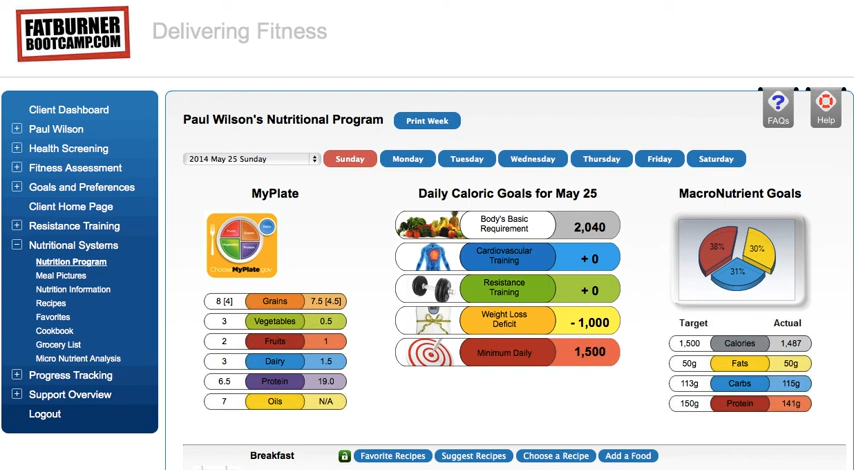 FATBURNER
BOOTCAMP.COM
Delivering Fitness
FAQs
Help
Client Dashboard
Paul Wilson
Health Screening
Fitness Assessment
Goals and Preferences
Client Home Page
Resistance Training
Nutritional Systems
Nutrition Program
Meal Pictures
Nutrition Information
Recipes
Favorites
Cookbook
Grocery List
Micro Nutrient Analysis
Progress Tracking
Support Overview
Logout
Paul Wilson's Nutritional Program
Print Week
2014 May 25 Sunday
Sunday
Monday
Tuesday
Wednesday
Thursday
Friday
Saturday
MyPlate
Choose MyPlate
8 [4] Grains 7.5 [4.5]
3 Vegetables 0.5
2 Fruits 1
3 Dairy 1.5
6.5 Protein 19.0
7 Oils N/A
Daily Caloric Goals for May 25
Body's Basic
Requirement
2,040
Cardiovascular
Training
+ 0
Resistance
Training
+ 0
Weight Loss
Deficit
- 1,000
Minimum Daily
1,500
MacroNutrient Goals
38%
30%
31%
Target Actual
1,500 Calories 1,487
50g Fats 50g
113g Carbs 115g
150g Protein 141g
Breakfast
Favorite Recipes
Suggest Recipes
Choose a Recipe
Add a Food